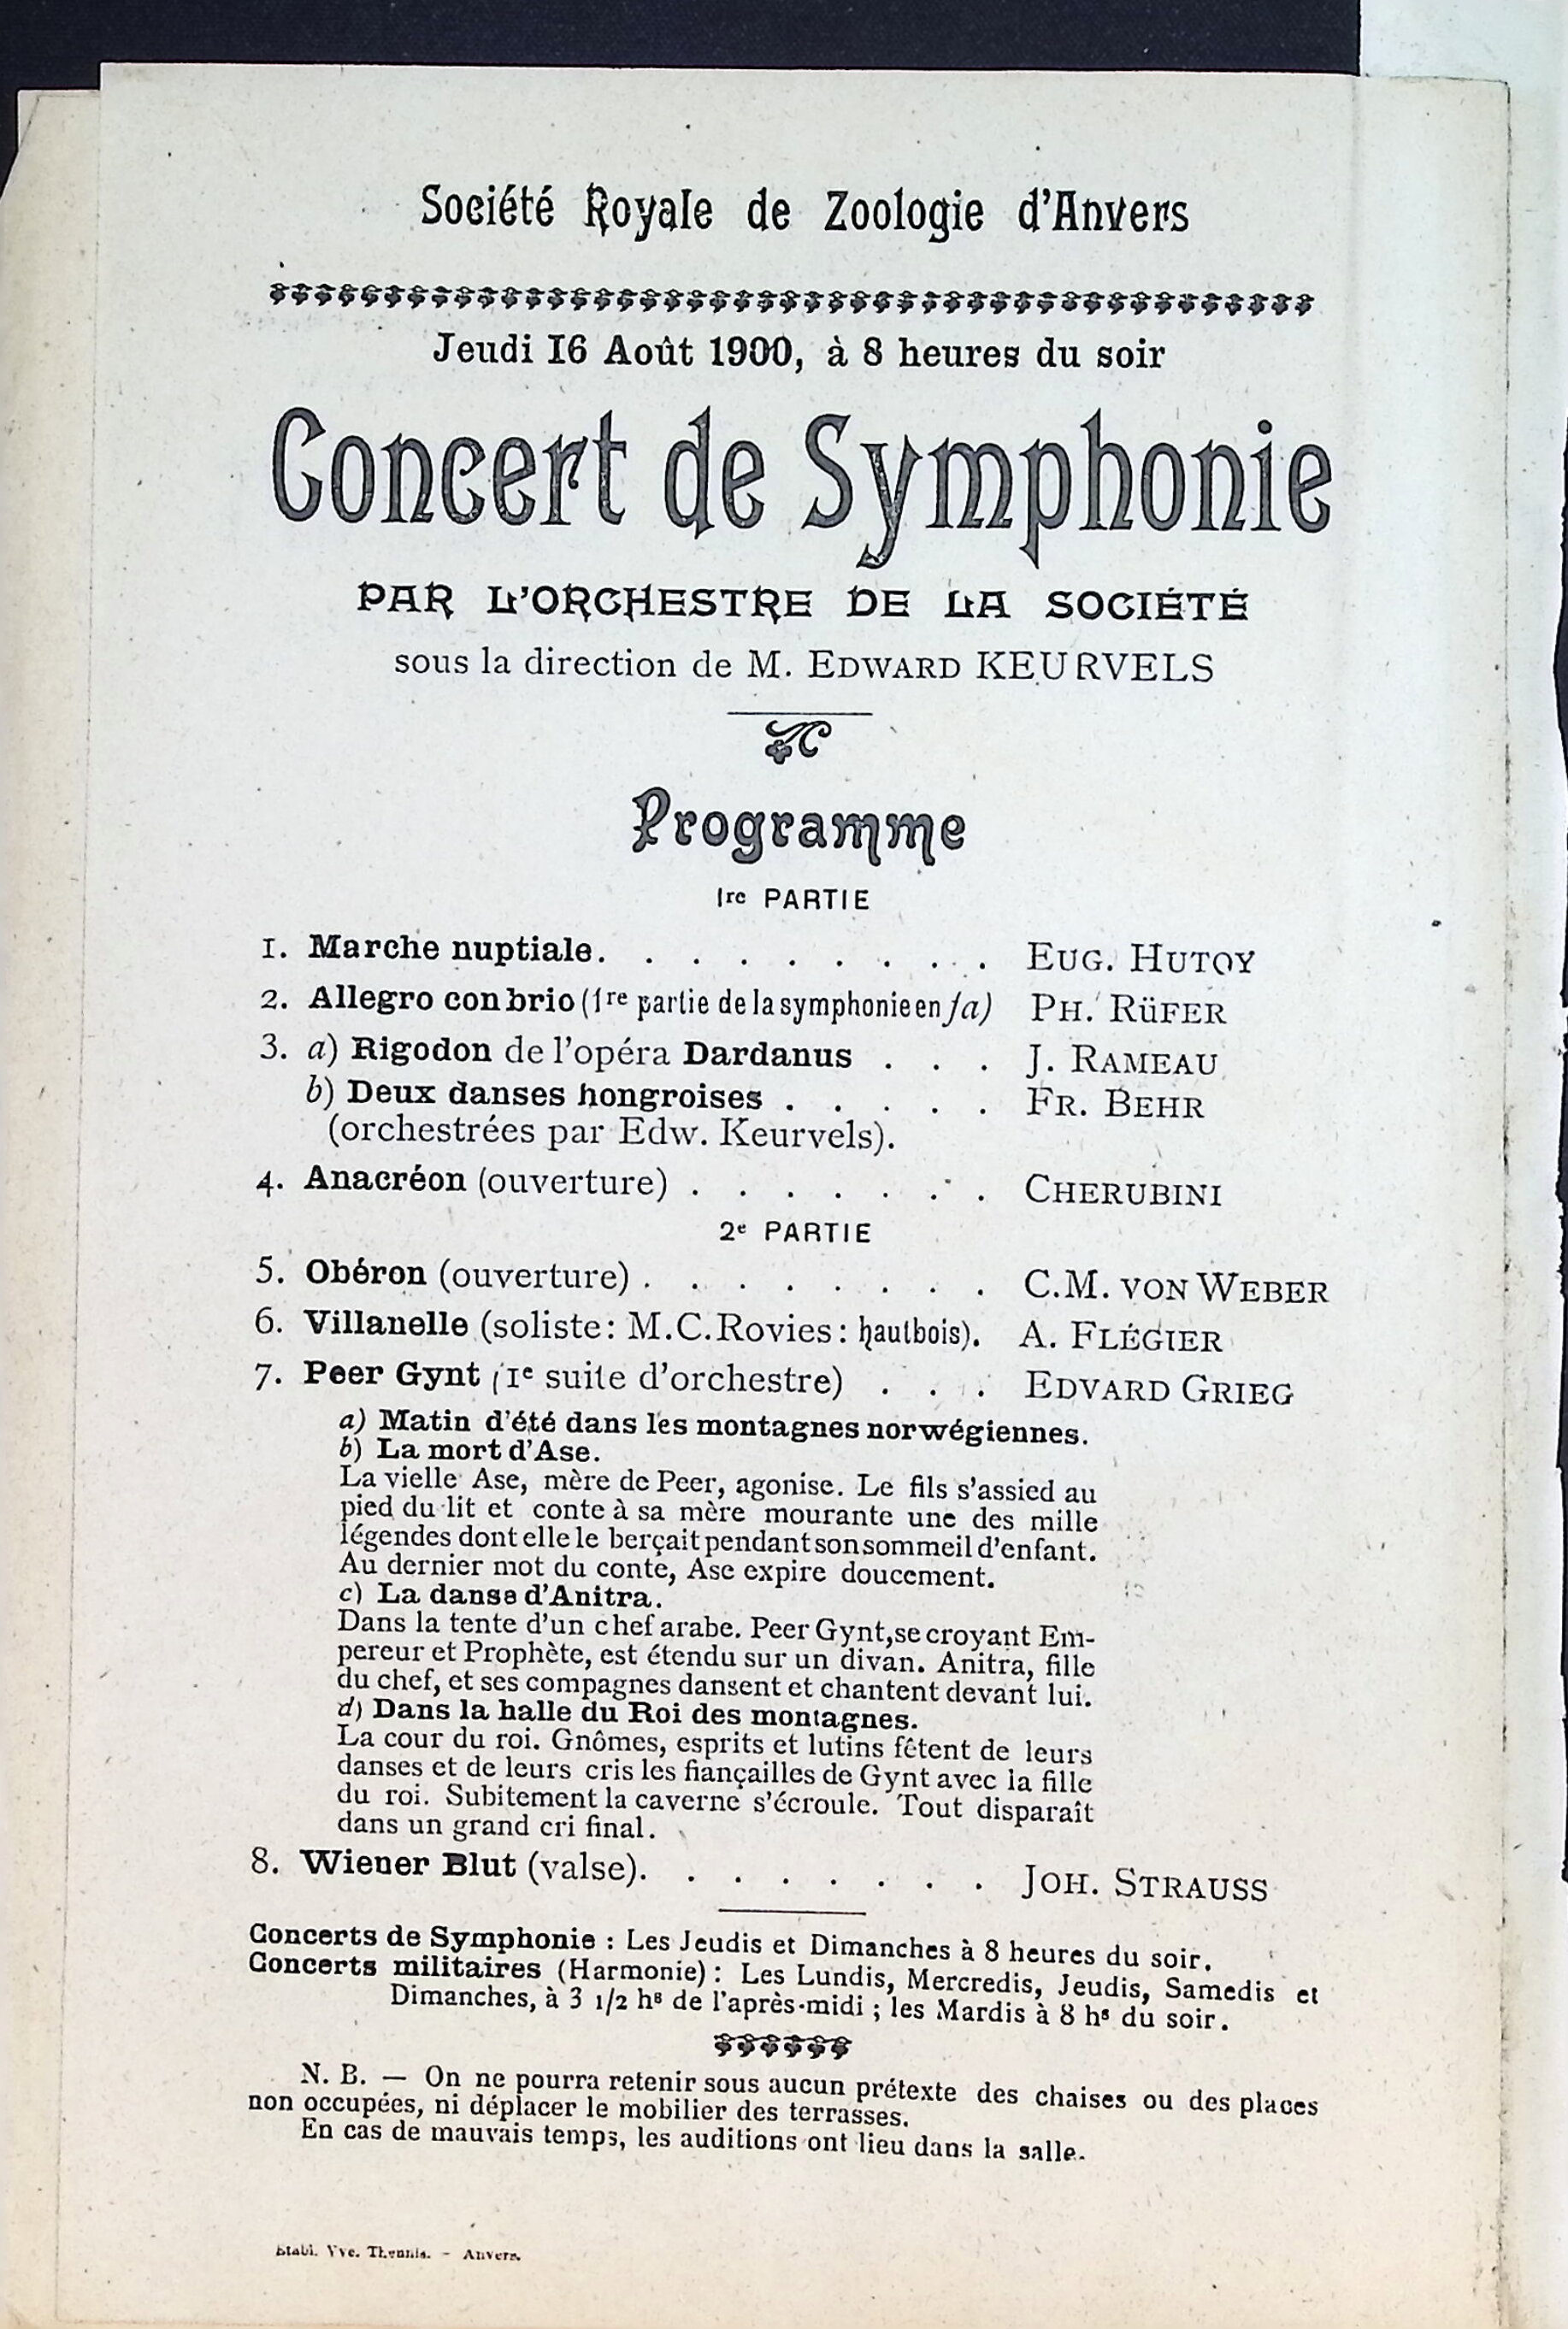 Société Royale de Zoologie d'Anvers
Jeudi 16 Août 1900, à 8 heures du soir
Concert de Symphonie
PAR L'ORCHESTRE DE LA SOCIÉTÉ
sous la direction de M. EDWARD KEURVELS
Programme
1re PARTIE
1. Marche nuptiale. . . . . . . . . EUG. HUTOY
2. Allegro con brio (1re partie de la symphonie en fa) PH. RÜFER
3. a) Rigodon de l'opéra Dardanus . . . J. RAMEAU
b) Deux danses hongroises . . . . . FR. BEHR
(orchestrées par Edw. Keurvels).
4. Anacréon (ouverture) . . . . . . . CHERUBINI
2e PARTIE
5. Obéron (ouverture) . . . . . . . . C.M. VON WEBER
6. Villanelle (soliste: M.C.Rovies: hautbois). A. FLÉGIER
7. Peer Gynt (1e suite d'orchestre) . . . EDVARD GRIEG
a) Matin d'été dans les montagnes norwégiennes.
b) La mort d'Ase.
La vielle Ase, mère de Peer, agonise. Le fils s'assied au
pied du lit et conte à sa mère mourante une des mille
légendes dont elle le berçait pendant son sommeil d'enfant.
Au dernier mot du conte, Ase expire doucement.
c) La danse d'Anitra.
Dans la tente d'un chef arabe. Peer Gynt, se croyant Em-
pereur et Prophète, est étendu sur un divan. Anitra, fille
du chef, et ses compagnes dansent et chantent devant lui.
d) Dans la halle du Roi des montagnes.
La cour du roi. Gnômes, esprits et lutins fêtent de leurs
danses et de leurs cris les fiançailles de Gynt avec la fille
du roi. Subitement la caverne s'écroule. Tout disparaît
dans un grand cri final.
8. Wiener Blut (valse). . . . . . . . JOH. STRAUSS
Concerts de Symphonie : Les Jeudis et Dimanches à 8 heures du soir.
Concerts militaires (Harmonie) : Les Lundis, Mercredis, Jeudis, Samedis et
Dimanches, à 3 1/2 hs de l'après-midi ; les Mardis à 8 hs du soir.
N. B. — On ne pourra retenir sous aucun prétexte des chaises ou des places
non occupées, ni déplacer le mobilier des terrasses.
En cas de mauvais temps, les auditions ont lieu dans la salle.
Etabl. Vve. Theunis. - Anvers.